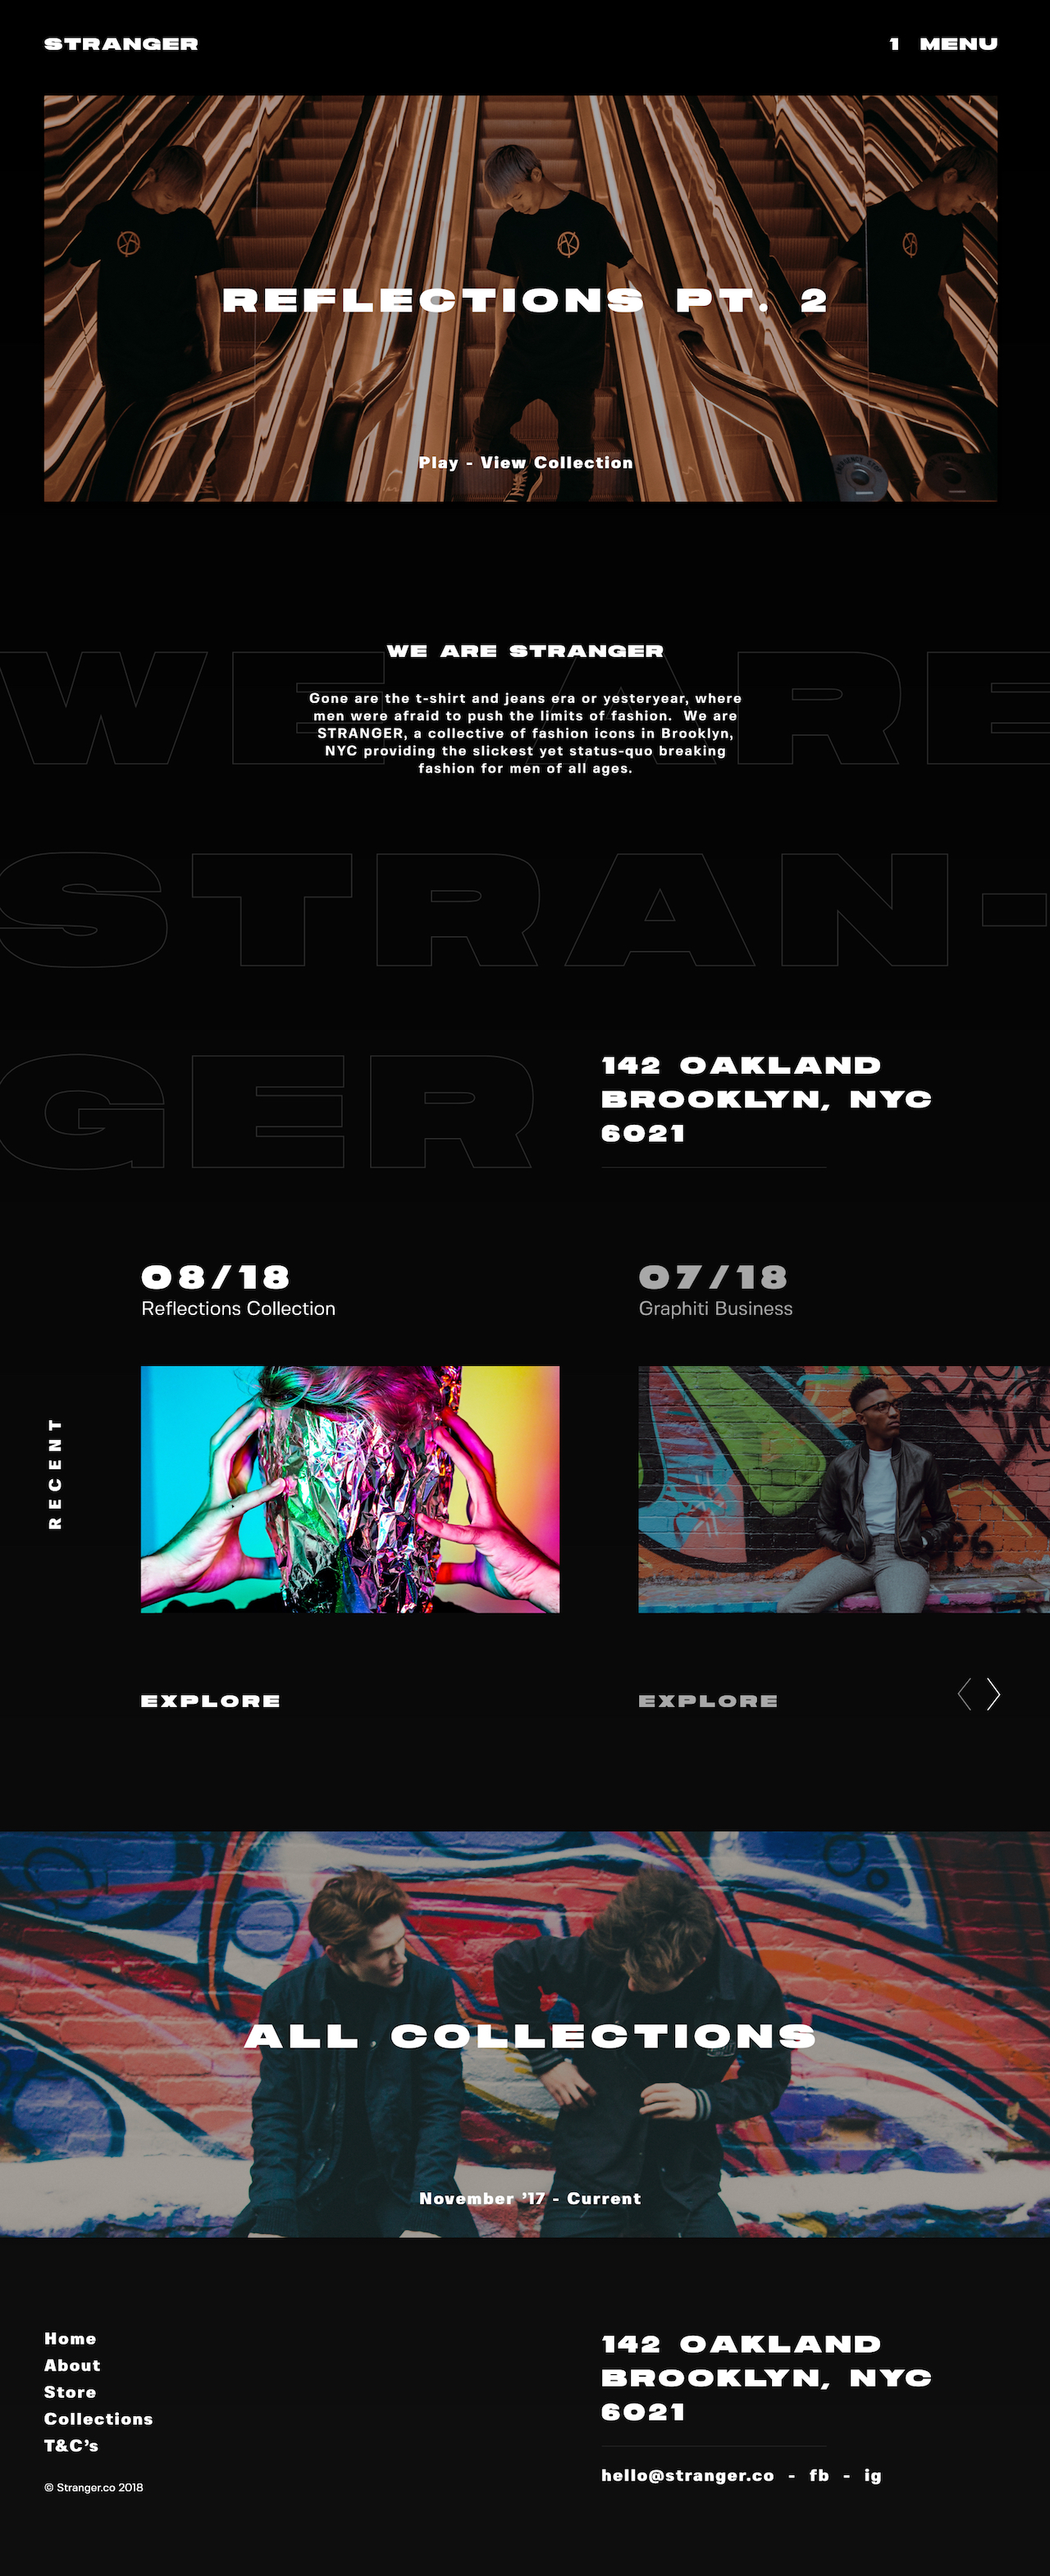 STRANGER
1 MENU
REFLECTIONS PT. 2
Play - View Collection
WE ARE
WE ARE STRANGER
Gone are the t-shirt and jeans era or yesteryear, where
men were afraid to push the limits of fashion. We are
STRANGER, a collective of fashion icons in Brooklyn,
NYC providing the slickest yet status-quo breaking
fashion for men of all ages.
STRAN-
GER
142 OAKLAND
BROOKLYN, NYC
6021
08/18
Reflections Collection
07/18
Graphiti Business
RECENT
EXPLORE
EXPLORE
ALL COLLECTIONS
November ’17 - Current
Home
About
Store
Collections
T&C’s
© Stranger.co 2018
142 OAKLAND
BROOKLYN, NYC
6021
hello@stranger.co - fb - ig